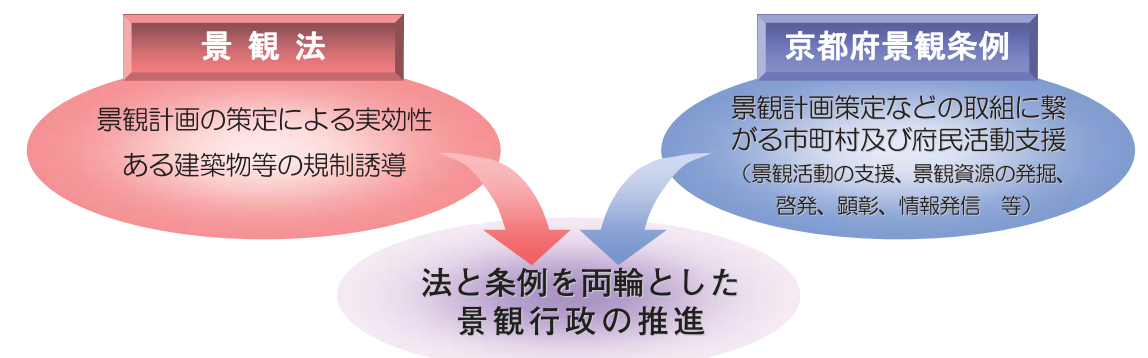 景観法
景観計画の策定による実効性
ある建築物等の規制誘導
京都府景観条例
景観計画策定などの取組に繋
がる市町村及び府民活動支援
（景観活動の支援、景観資源の発掘、
啓発、顕彰、情報発信　等）
法と条例を両輪とした
景観行政の推進